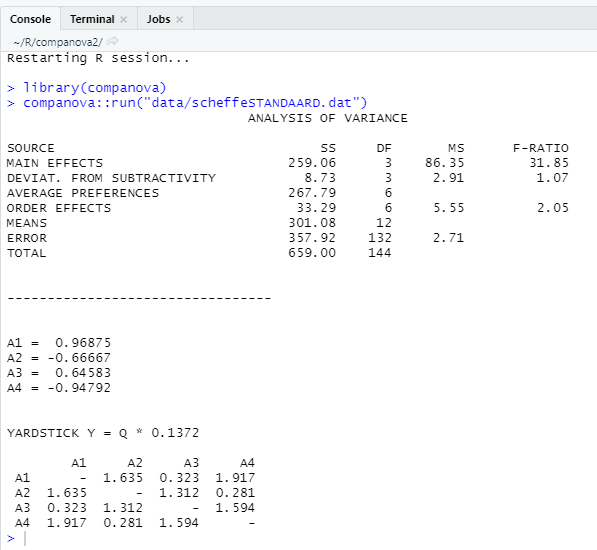 Console Terminal × Jobs ×
~/R/companova2/
Restarting R session...
> library(companova)
> companova::run("data/scheffeSTANDAARD.dat")
ANALYSIS OF VARIANCE
SOURCE SS DF MS F-RATIO
MAIN EFFECTS 259.06 3 86.35 31.85
DEVIAT. FROM SUBTRACTIVITY 8.73 3 2.91 1.07
AVERAGE PREFERENCES 267.79 6
ORDER EFFECTS 33.29 6 5.55 2.05
MEANS 301.08 12
ERROR 357.92 132 2.71
TOTAL 659.00 144
---------------------------------
A1 = 0.96875
A2 = -0.66667
A3 = 0.64583
A4 = -0.94792
YARDSTICK Y = Q * 0.1372
A1 A2 A3 A4
A1 - 1.635 0.323 1.917
A2 1.635 - 1.312 0.281
A3 0.323 1.312 - 1.594
A4 1.917 0.281 1.594 -
>